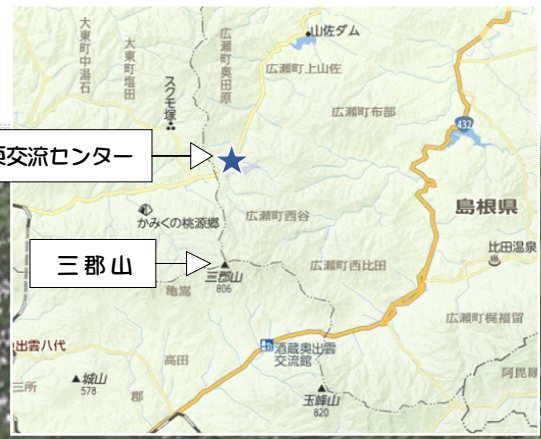 大東町中湯石
大東町塩田
広瀬町奥田原
山佐ダム
広瀬町上山佐
スクモ塚
広瀬町布部
432
交流センター
島根県
かみくの桃源郷
広瀬町西谷
比田温泉
三郡山
三郡山
806
広瀬町西比田
亀嵩
広瀬町梶福留
出雲八代
酒蔵奥出雲
交流館
高田
城山
578
三所
郡
玉峰山
820